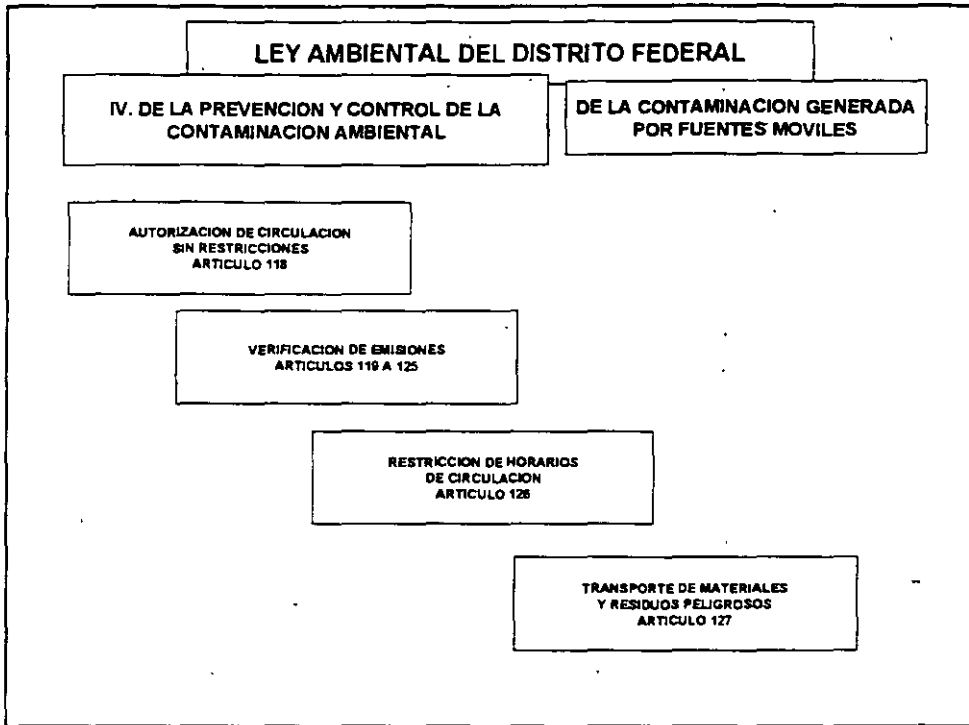 LEY AMBIENTAL DEL DISTRITO FEDERAL
IV. DE LA PREVENCION Y CONTROL DE LA
CONTAMINACION AMBIENTAL
DE LA CONTAMINACION GENERADA
POR FUENTES MOVILES
AUTORIZACION DE CIRCULACION
SIN RESTRICCIONES
ARTICULO 118
VERIFICACION DE EMISIONES
ARTICULOS 119 A 125
RESTRICCION DE HORARIOS
DE CIRCULACION
ARTICULO 126
TRANSPORTE DE MATERIALES
Y RESIDUOS PELIGROSOS
ARTICULO 127